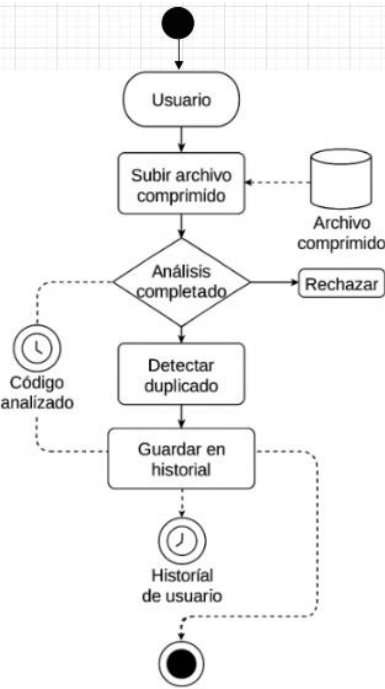 Usuario
Subir archivo
comprimido
Archivo
comprimido
Análisis
completado
Rechazar
Código
analizado
Detectar
duplicado
Guardar en
historial
Historíal
de usuario